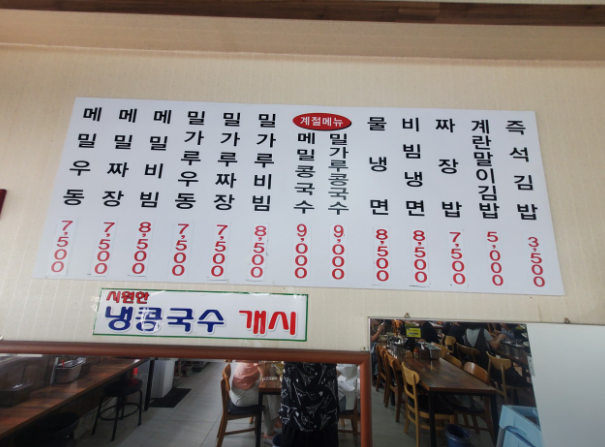 메밀우동 7,500
메밀짜장 7,500
메밀비빔 8,500
밀가루우동 7,500
밀가루짜장 7,500
밀가루비빔 8,500
계절메뉴
메밀콩국수 9,000
밀가루콩국수 9,000
물냉면 8,500
비빔냉면 8,500
짜장밥 7,500
계란말이김밥 5,000
즉석김밥 3,500
시원한
냉콩국수 개시